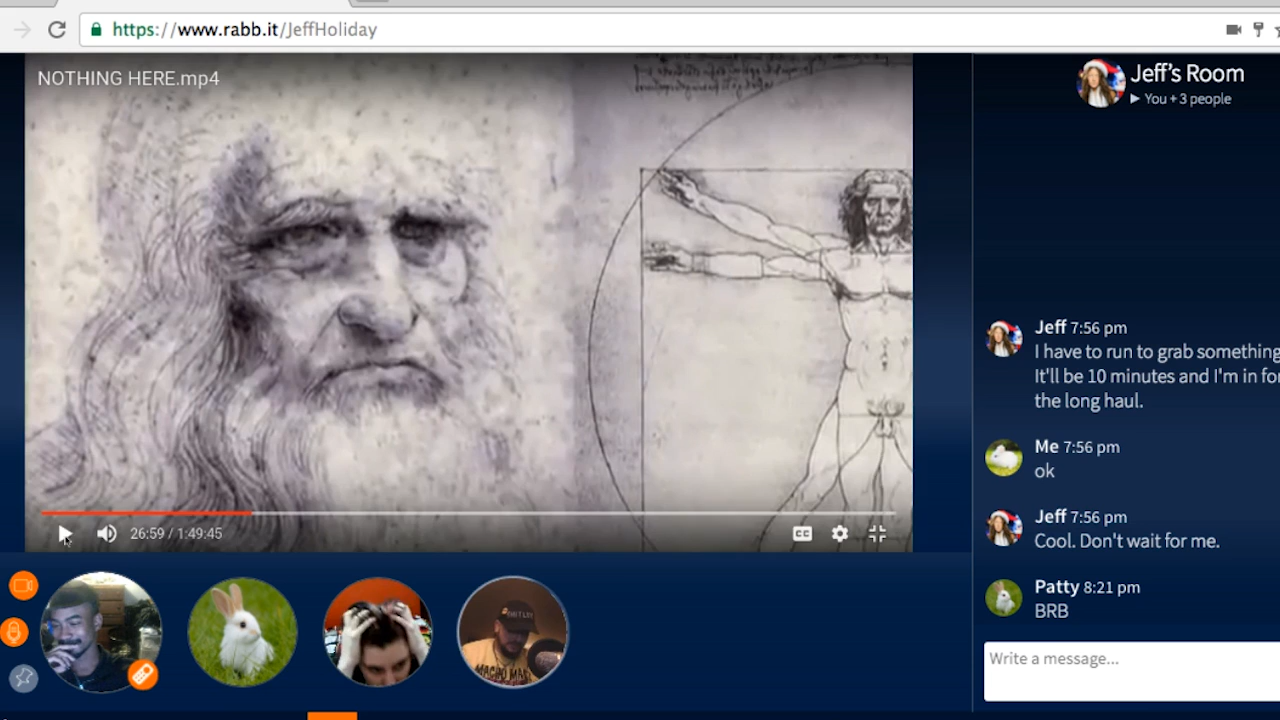 https://www.rabb.it/JeffHoliday
NOTHING HERE.mp4
Jeff's Room
You + 3 people
Jeff 7:56 pm
I have to run to grab something
It'll be 10 minutes and I'm in for
the long haul.
Me 7:56 pm
ok
Jeff 7:56 pm
Cool. Don't wait for me.
Patty 8:21 pm
BRB
Write a message...
26:59 / 1:49:45
CC
MACHO MAN